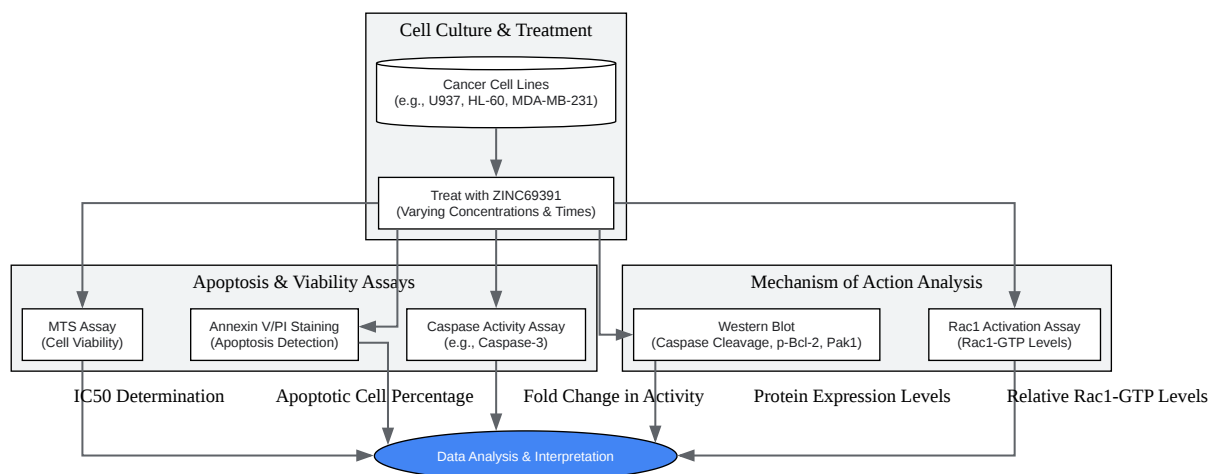 Cell Culture & Treatment
Cancer Cell Lines
(e.g., U937, HL-60, MDA-MB-231)
Treat with ZINC69391
(Varying Concentrations & Times)
Apoptosis & Viability Assays
Mechanism of Action Analysis
MTS Assay
(Cell Viability)
Annexin V/PI Staining
(Apoptosis Detection)
Caspase Activity Assay
(e.g., Caspase-3)
Western Blot
(Caspase Cleavage, p-Bcl-2, Pak1)
Rac1 Activation Assay
(Rac1-GTP Levels)
IC50 Determination
Apoptotic Cell Percentage
Fold Change in Activity
Protein Expression Levels
Relative Rac1-GTP Levels
Data Analysis & Interpretation